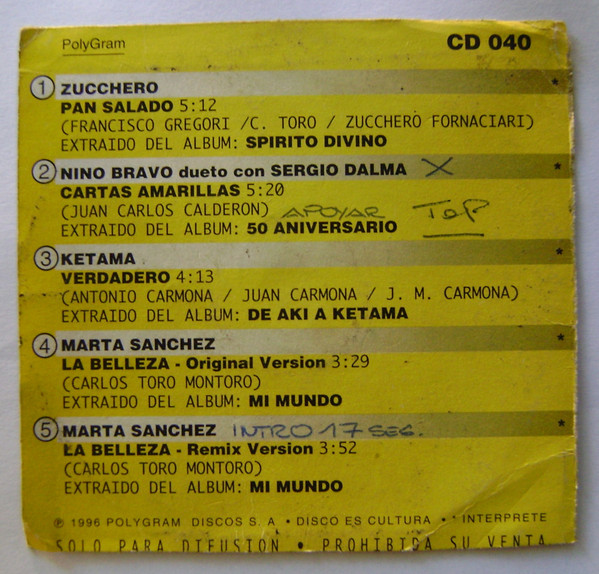 PolyGram CD 040
1 ZUCCHERO *
PAN SALADO 5:12
(FRANCISCO GREGORI /C. TORO / ZUCCHERO FORNACIARI)
EXTRAIDO DEL ALBUM: SPIRITO DIVINO
2 NINO BRAVO dueto con SERGIO DALMA X *
CARTAS AMARILLAS 5:20
(JUAN CARLOS CALDERON) APOYAR TOP
EXTRAIDO DEL ALBUM: 50 ANIVERSARIO
3 KETAMA *
VERDADERO 4:13
(ANTONIO CARMONA / JUAN CARMONA / J. M. CARMONA)
EXTRAIDO DEL ALBUM: DE AKI A KETAMA
4 MARTA SANCHEZ *
LA BELLEZA - Original Version 3:29
(CARLOS TORO MONTORO)
EXTRAIDO DEL ALBUM: MI MUNDO
5 MARTA SANCHEZ INTRO 17 SEG. *
LA BELLEZA - Remix Version 3:52
(CARLOS TORO MONTORO)
EXTRAIDO DEL ALBUM: MI MUNDO
℗ 1996 POLYGRAM DISCOS S. A. • DISCO ES CULTURA • * INTERPRETE
SOLO PARA DIFUSION • PROHIBIDA SU VENTA